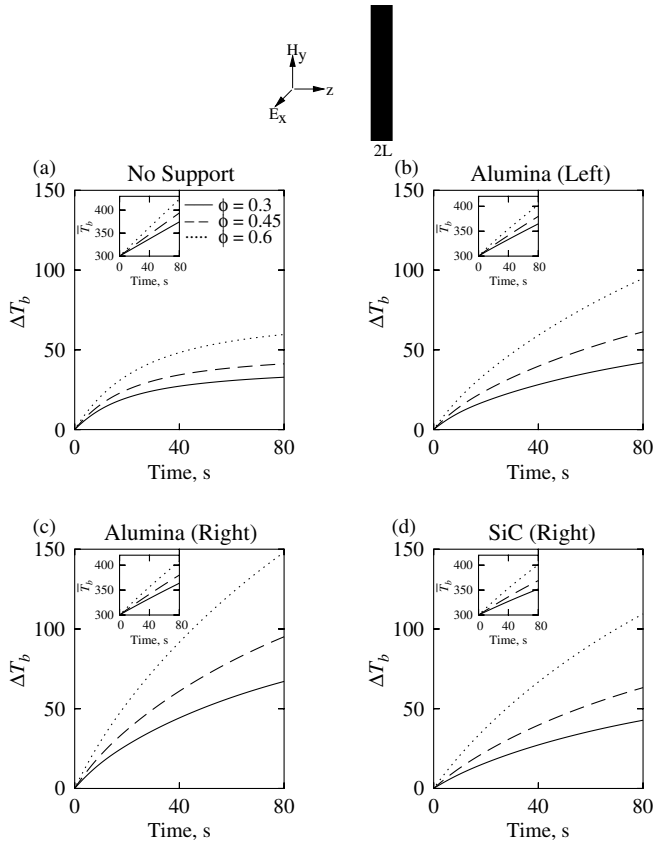 H_y
z
E_x
2L
(a) No Support
150
100
50
0
ΔT_b
0 40 80
Time, s
400
350
300
T̅_b
0 40 80
Time, s
ϕ = 0.3
ϕ = 0.45
ϕ = 0.6
(b) Alumina (Left)
150
100
50
0
ΔT_b
0 40 80
Time, s
400
350
300
T̅_b
0 40 80
Time, s
(c) Alumina (Right)
150
100
50
0
ΔT_b
0 40 80
Time, s
400
350
300
T̅_b
0 40 80
Time, s
(d) SiC (Right)
150
100
50
0
ΔT_b
0 40 80
Time, s
400
350
300
T̅_b
0 40 80
Time, s